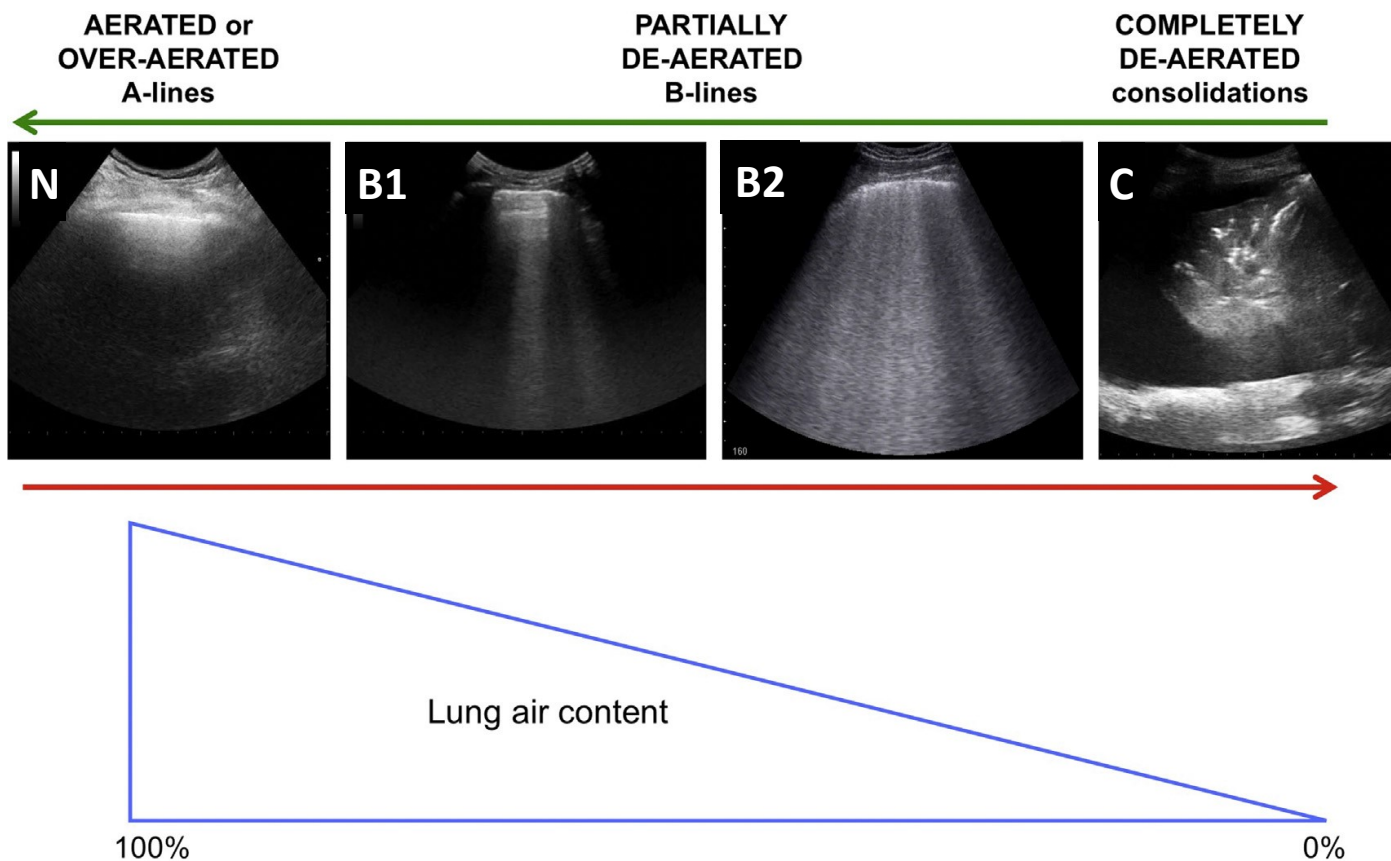 AERATED or
OVER-AERATED
A-lines
PARTIALLY
DE-AERATED
B-lines
COMPLETELY
DE-AERATED
consolidations
N
B1
B2
C
160
Lung air content
100%
0%